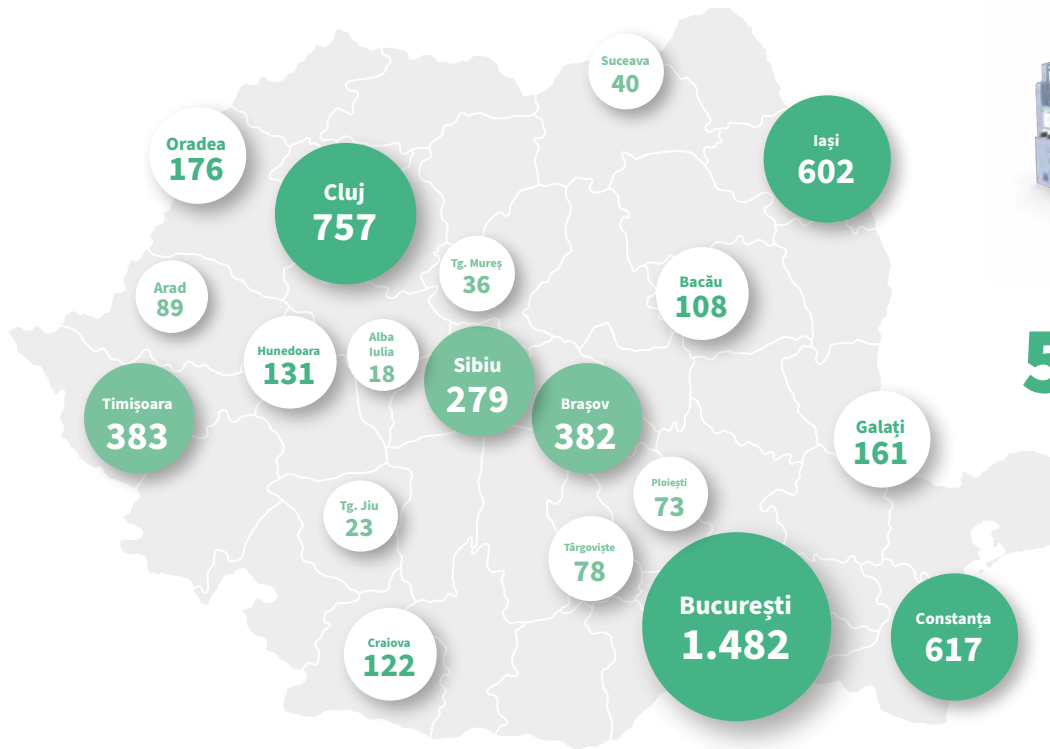 Suceava
40
Iași
602
Oradea
176
Cluj
757
Tg. Mureș
36
Bacău
108
Arad
89
Hunedoara
131
Alba
Iulia
18
Sibiu
279
Timișoara
383
Brașov
382
Galați
161
Ploiești
73
Tg. Jiu
23
Târgoviște
78
București
1.482
Constanța
617
Craiova
122
5